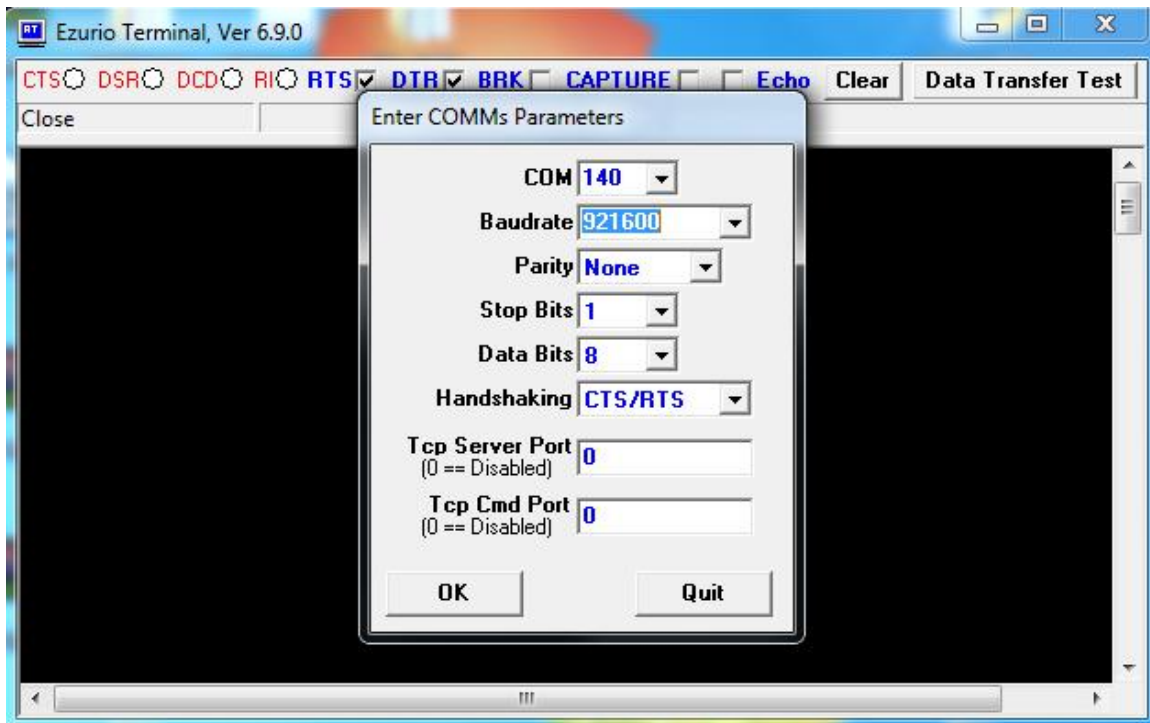 RT Ezurio Terminal, Ver 6.9.0
CTS DSR DCD RI RTS DTR BRK CAPTURE Echo Clear Data Transfer Test
Close
Enter COMMs Parameters
COM 140
Baudrate 921600
Parity None
Stop Bits 1
Data Bits 8
Handshaking CTS/RTS
Tcp Server Port 0
(0 == Disabled)
Tcp Cmd Port 0
(0 == Disabled)
OK Quit